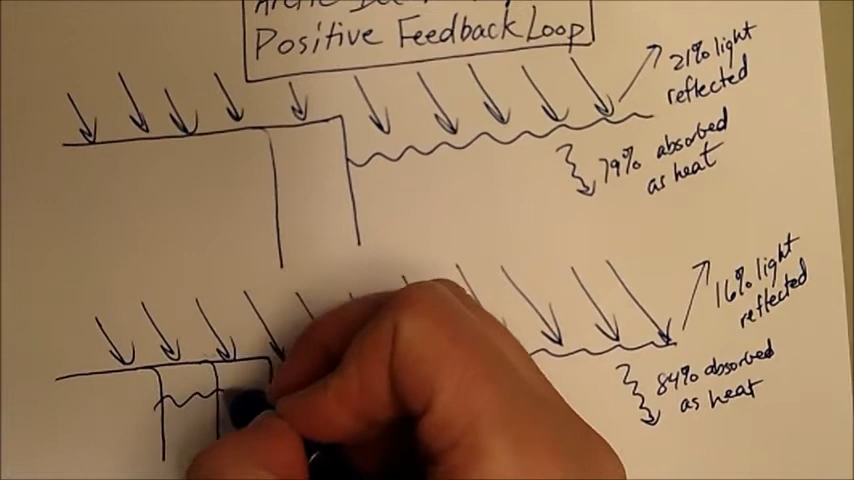 Positive Feedback Loop
21% light
reflected
79% absorbed
as heat
16% light
reflected
84% absorbed
as heat